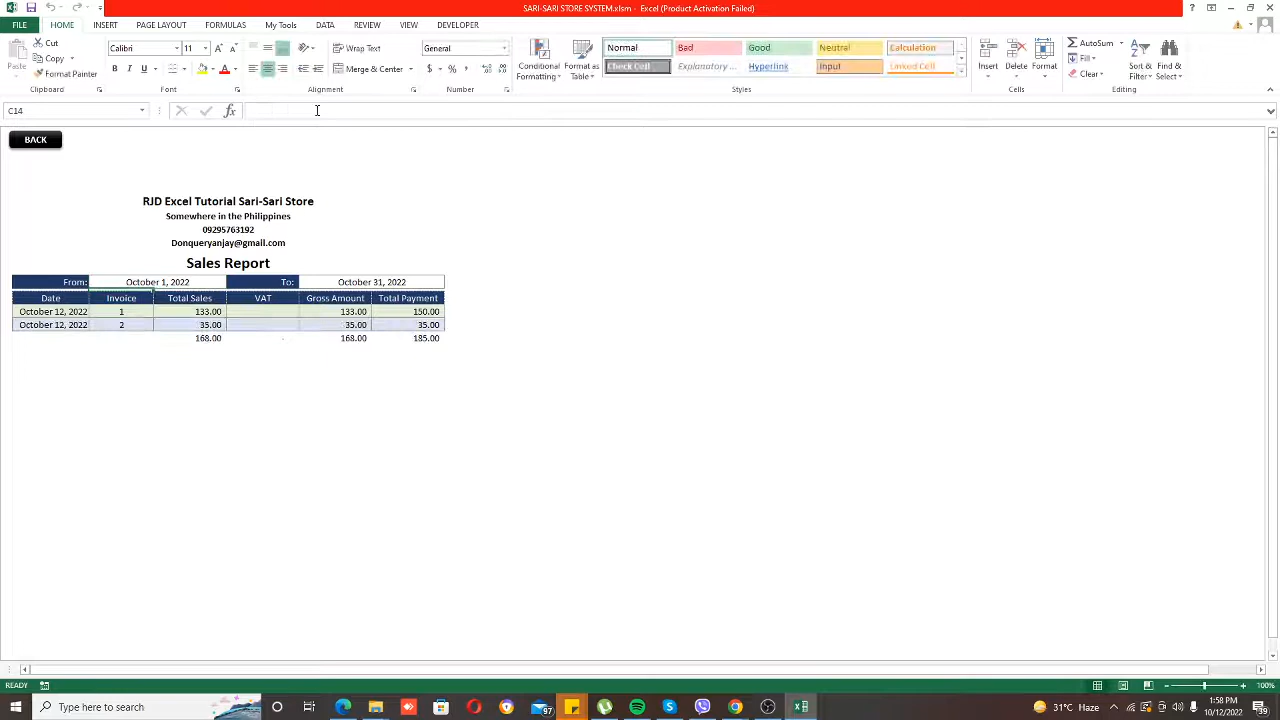 SARI-SARI STORE SYSTEM.xlsm - Excel (Product Activation Failed)
FILE HOME INSERT PAGE LAYOUT FORMULAS My Tools DATA REVIEW VIEW DEVELOPER
Paste
Cut
Copy
Format Painter
Clipboard
Calibri 11
B I U
Font
Wrap Text
Merge & Center
Alignment
General
$ % ,
Number
Conditional Formatting
Format as Table
Normal Bad Good Neutral Calculation
Check Cell Explanatory ... Hyperlink Input Linked Cell
Styles
Insert Delete Format
Cells
AutoSum
Fill
Clear
Sort & Filter
Find & Select
Editing
C14
fx
BACK
RJD Excel Tutorial Sari-Sari Store
Somewhere in the Philippines
09295763192
Donqueryanjay@gmail.com
Sales Report
From: October 1, 2022 To: October 31, 2022
Date Invoice Total Sales VAT Gross Amount Total Payment
October 12, 2022 1 133.00 133.00 150.00
October 12, 2022 2 35.00 35.00 35.00
168.00 - 168.00 185.00
READY
100%
Type here to search
97
31°C Haze
1:58 PM
10/12/2022